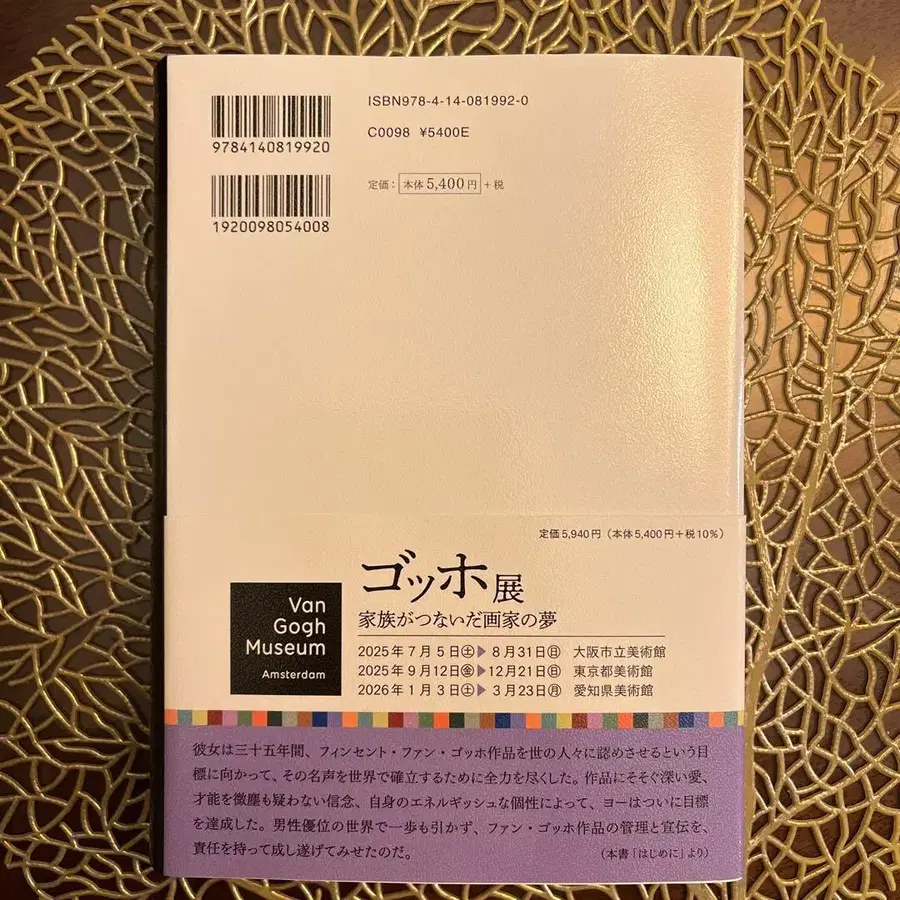 ISBN978-4-14-081992-0
C0098 ¥5400E
9784140819920
定価：本体5,400円+税
1920098054008
定価5,940円（本体5,400円+税10%）
ゴッホ展
家族がつないだ画家の夢
Van
Gogh
Museum
Amsterdam
2025年7月5日㊏▶8月31日㊐ 大阪市立美術館
2025年9月12日㊎▶12月21日㊐ 東京都美術館
2026年1月3日㊏▶3月23日㊊ 愛知県美術館
彼女は三十五年間、フィンセント・ファン・ゴッホ作品を世の人々に認めさせるという目
標に向かって、その名声を世界で確立するために全力を尽くした。作品にそそぐ深い愛、
才能を微塵も疑わない信念、自身のエネルギッシュな個性によって、ヨーはついに目標
を達成した。男性優位の世界で一歩も引かず、ファン・ゴッホ作品の管理と宣伝を、
責任を持って成し遂げてみせたのだ。
（本書「はじめに」より）